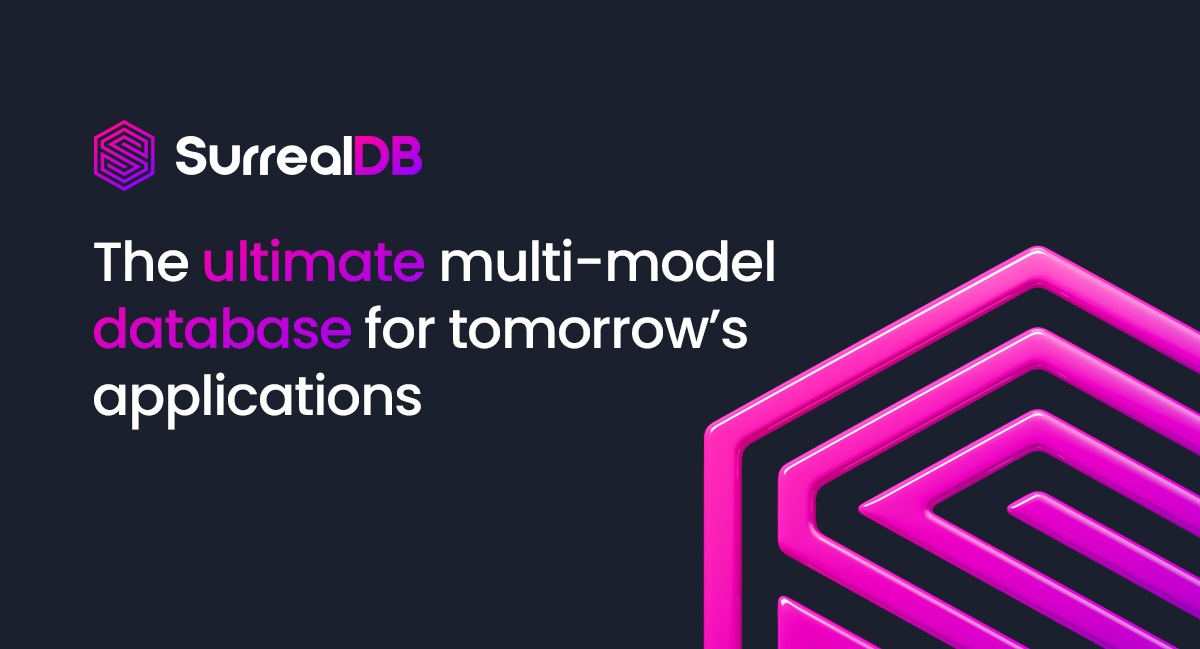 SurrealDB
The ultimate multi-model
database for tomorrow’s
applications